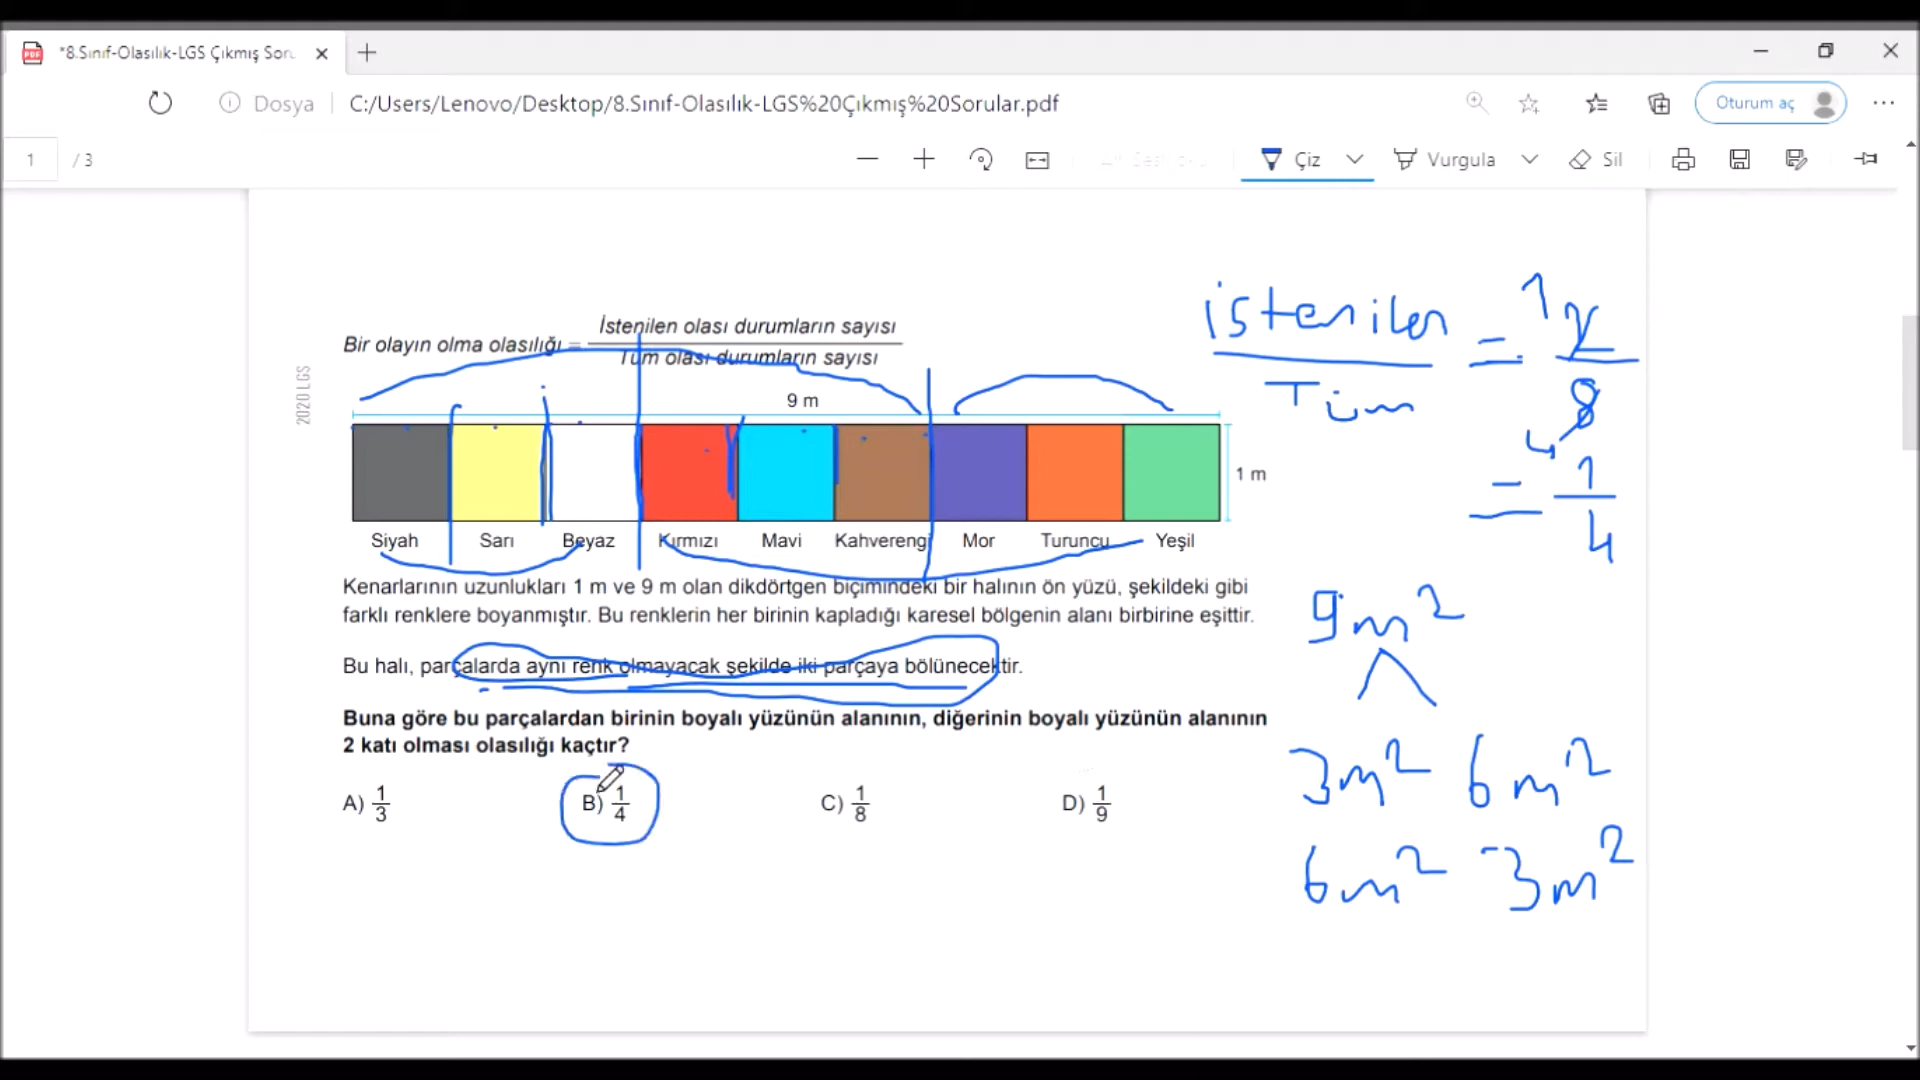 *8.Sınıf-Olasılık-LGS Çıkmış Soru
Dosya C:/Users/Lenovo/Desktop/8.Sınıf-Olasılık-LGS%20Çıkmış%20Sorular.pdf Oturum aç
1 / 3 Çiz Vurgula Sil
2020 LGS
Bir olayın olma olasılığı = İstenilen olası durumların sayısı / Tüm olası durumların sayısı
9 m
1 m
Siyah Sarı Beyaz Kırmızı Mavi Kahverengi Mor Turuncu Yeşil
Kenarlarının uzunlukları 1 m ve 9 m olan dikdörtgen biçimindeki bir halının ön yüzü, şekildeki gibi
farklı renklere boyanmıştır. Bu renklerin her birinin kapladığı karesel bölgenin alanı birbirine eşittir.
Bu halı, parçalarda aynı renk olmayacak şekilde iki parçaya bölünecektir.
Buna göre bu parçalardan birinin boyalı yüzünün alanının, diğerinin boyalı yüzünün alanının
2 katı olması olasılığı kaçtır?
A) 1/3 B) 1/4 C) 1/8 D) 1/9
istenilen / Tüm = 2/8
1
4
= 1/4
9m²
3m² 6m²
6m² 3m²